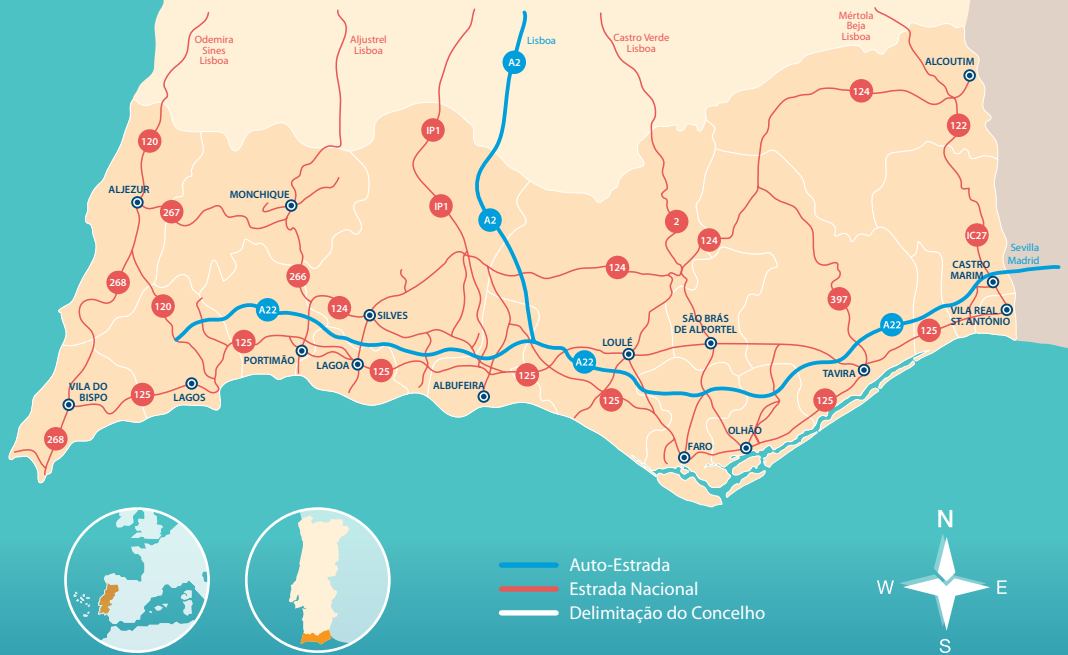 Odemira
Sines
Lisboa
Aljustrel
Lisboa
Lisboa
Castro Verde
Lisboa
Mértola
Beja
Lisboa
A2
ALCOUTIM
124
122
IP1
120
ALJEZUR
MONCHIQUE
267
IP1
A2
2
124
IC27
Sevilla
Madrid
268
266
124
CASTRO
MARIM
120
A22
124
SILVES
397
VILA REAL
ST. ANTÓNIO
SÃO BRÁS
DE ALPORTEL
A22
125
125
PORTIMÃO
LOULÉ
LAGOA
125
A22
TAVIRA
125
VILA DO
BISPO
125
LAGOS
ALBUFEIRA
125
125
268
OLHÃO
FARO
N
W
E
S
Auto-Estrada
Estrada Nacional
Delimitação do Concelho